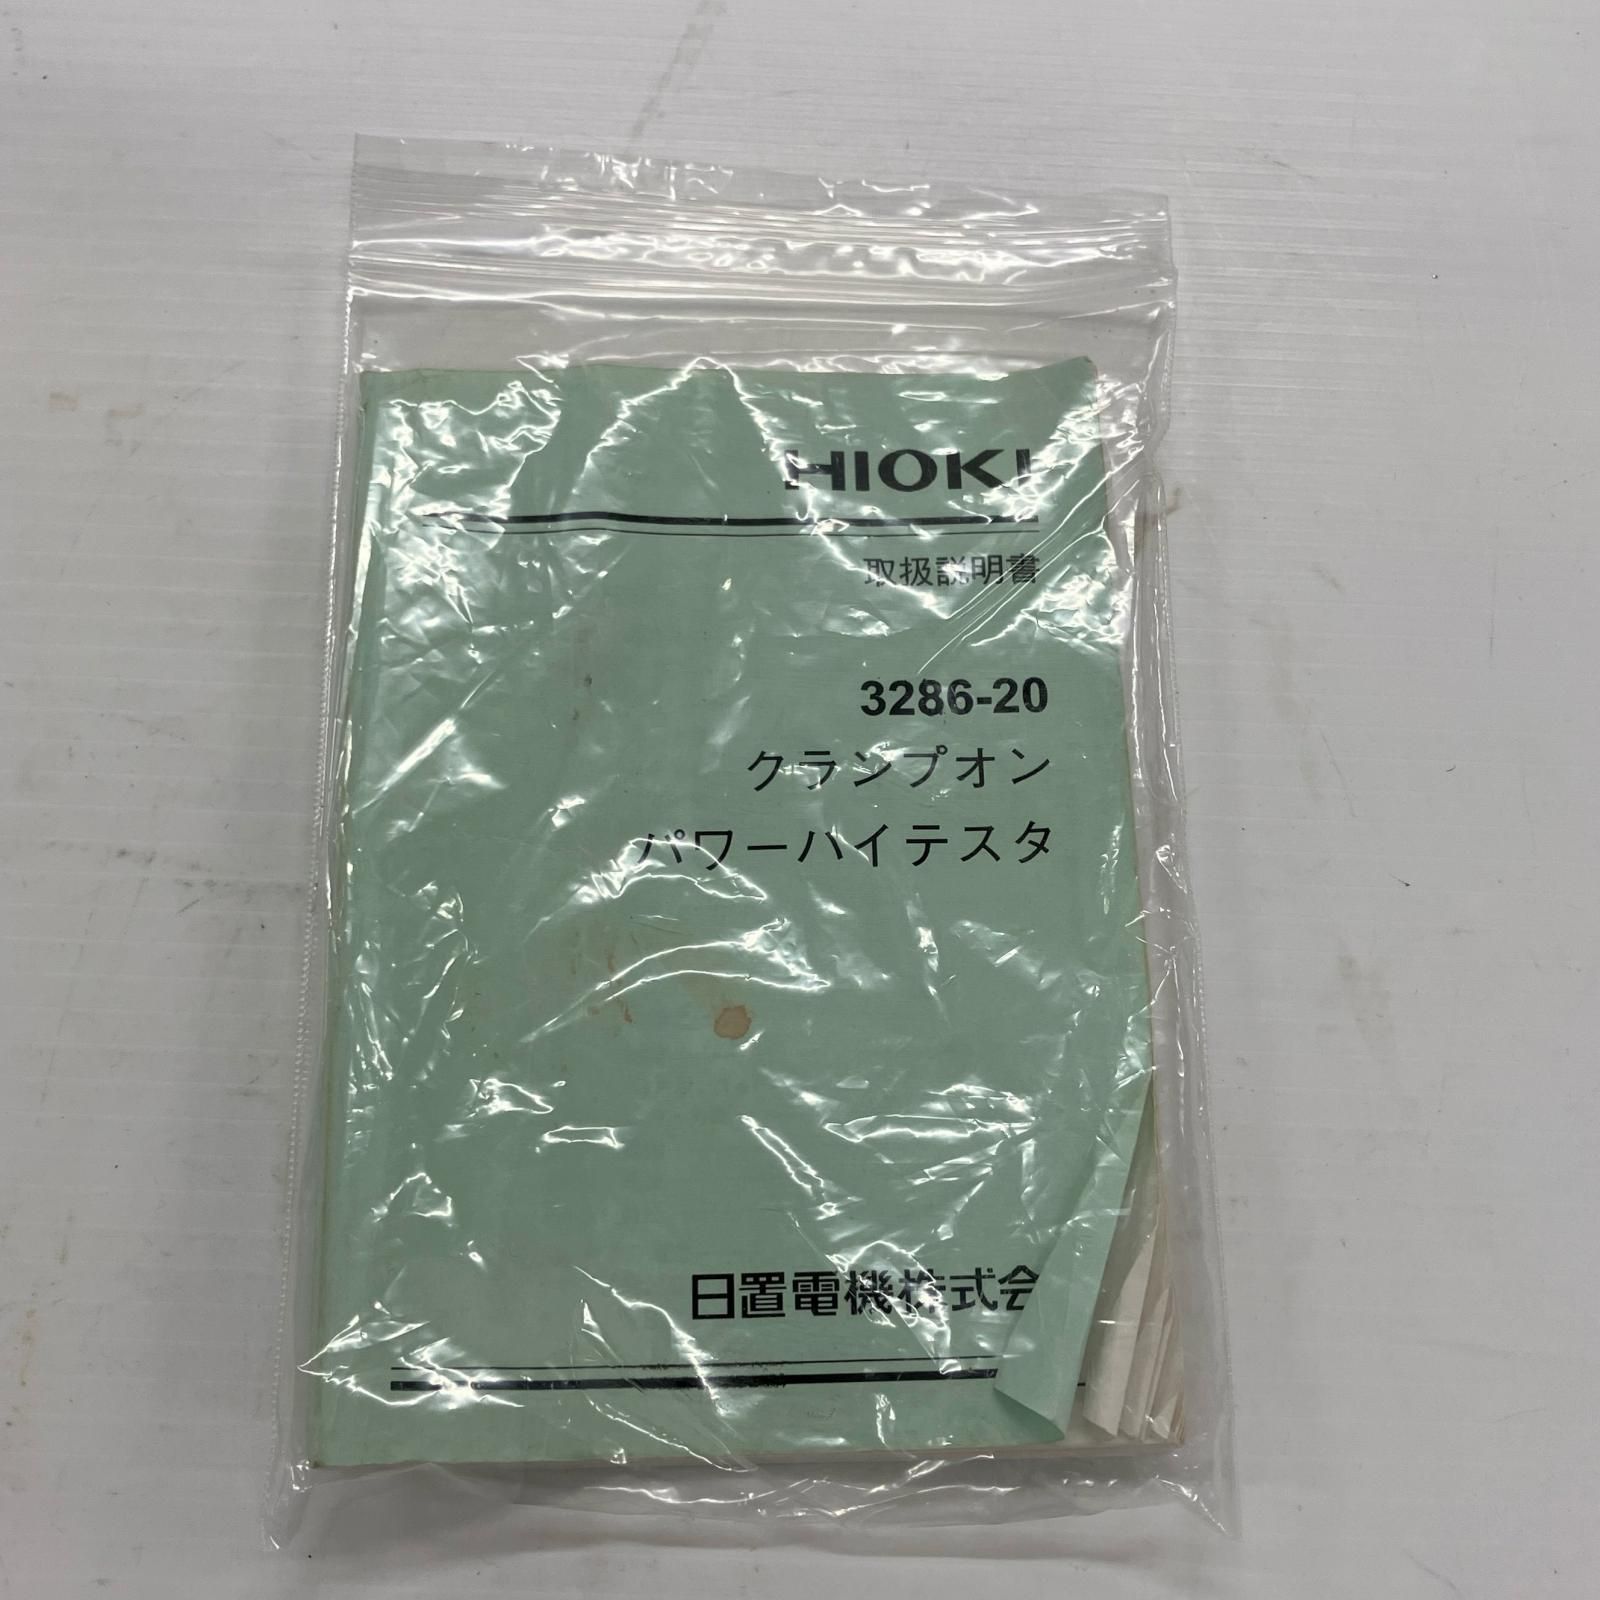 HIOKI
取扱説明書
3286-20
クランプオン
パワーハイテスタ
日置電機株式会